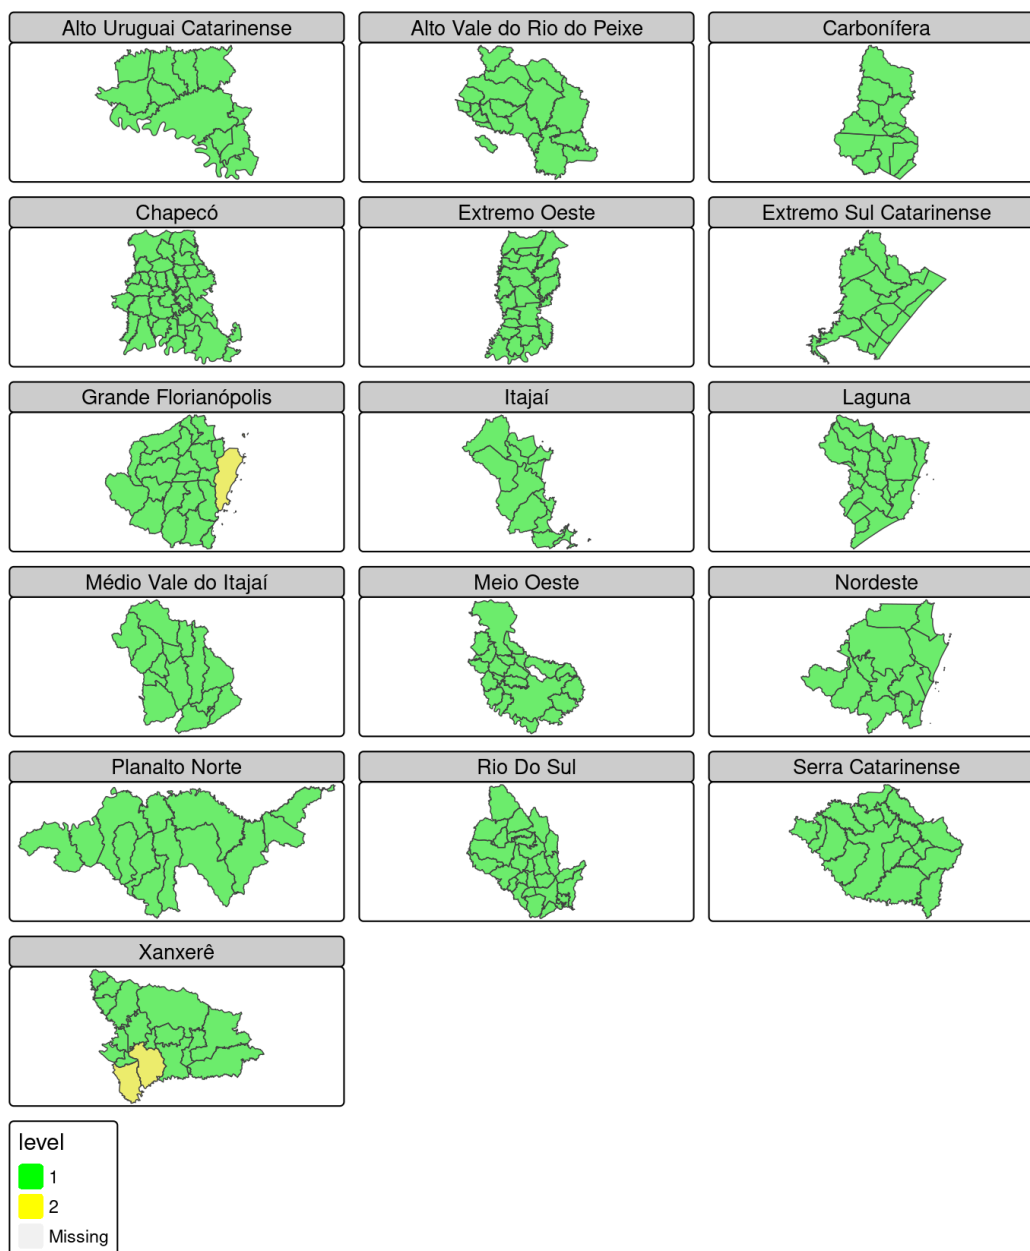 Alto Uruguai Catarinense
Alto Vale do Rio do Peixe
Carbonífera
Chapecó
Extremo Oeste
Extremo Sul Catarinense
Grande Florianópolis
Itajaí
Laguna
Médio Vale do Itajaí
Meio Oeste
Nordeste
Planalto Norte
Rio Do Sul
Serra Catarinense
Xanxerê
level
1
2
Missing